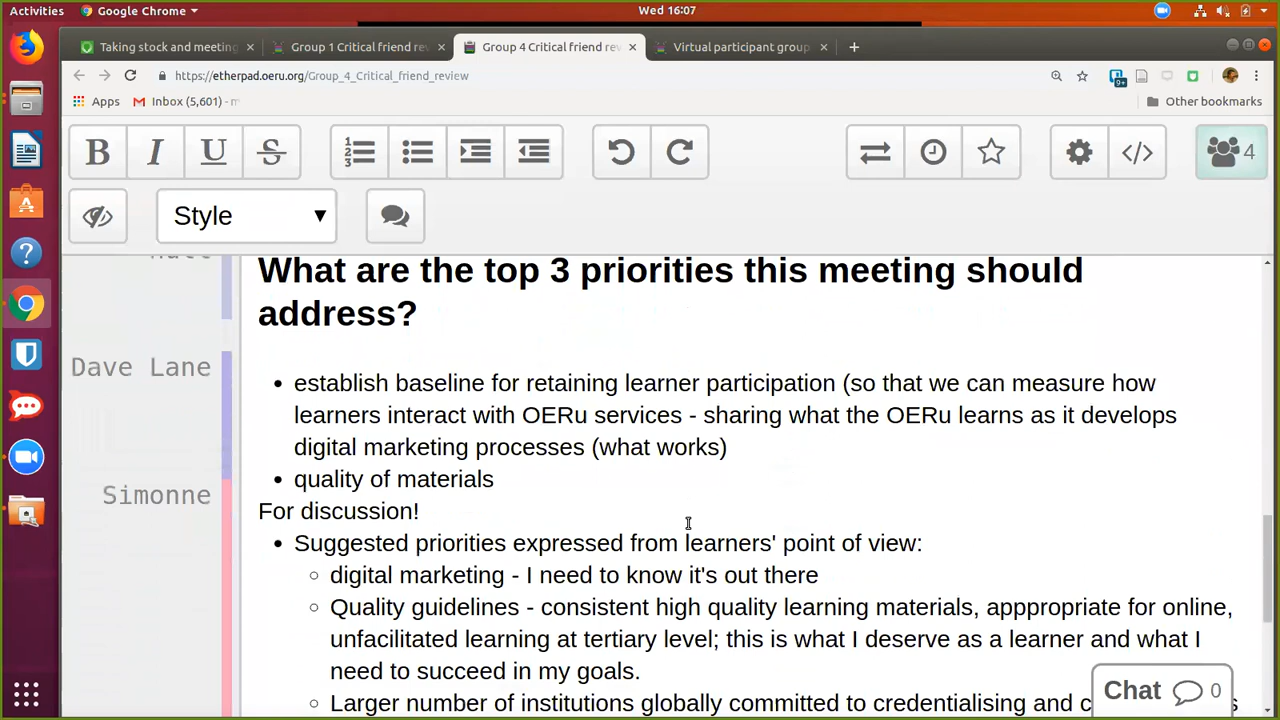 Activities
Google Chrome
Wed 16:07
Taking stock and meeting
Group 1 Critical friend re
Group 4 Critical friend re
Virtual participant group
https://etherpad.oeru.org/Group_4_Critical_friend_review
9+
Apps
Inbox (5,601) - m
Other bookmarks
B I U S
4
Style
What are the top 3 priorities this meeting should
address?
Dave Lane
• establish baseline for retaining learner participation (so that we can measure how
learners interact with OERu services - sharing what the OERu learns as it develops
digital marketing processes (what works)
Simonne
• quality of materials
For discussion!
• Suggested priorities expressed from learners' point of view:
◦ digital marketing - I need to know it's out there
◦ Quality guidelines - consistent high quality learning materials, apppropriate for online,
unfacilitated learning at tertiary level; this is what I deserve as a learner and what I
need to succeed in my goals.
◦ Larger number of institutions globally committed to credentialising and
Chat 0